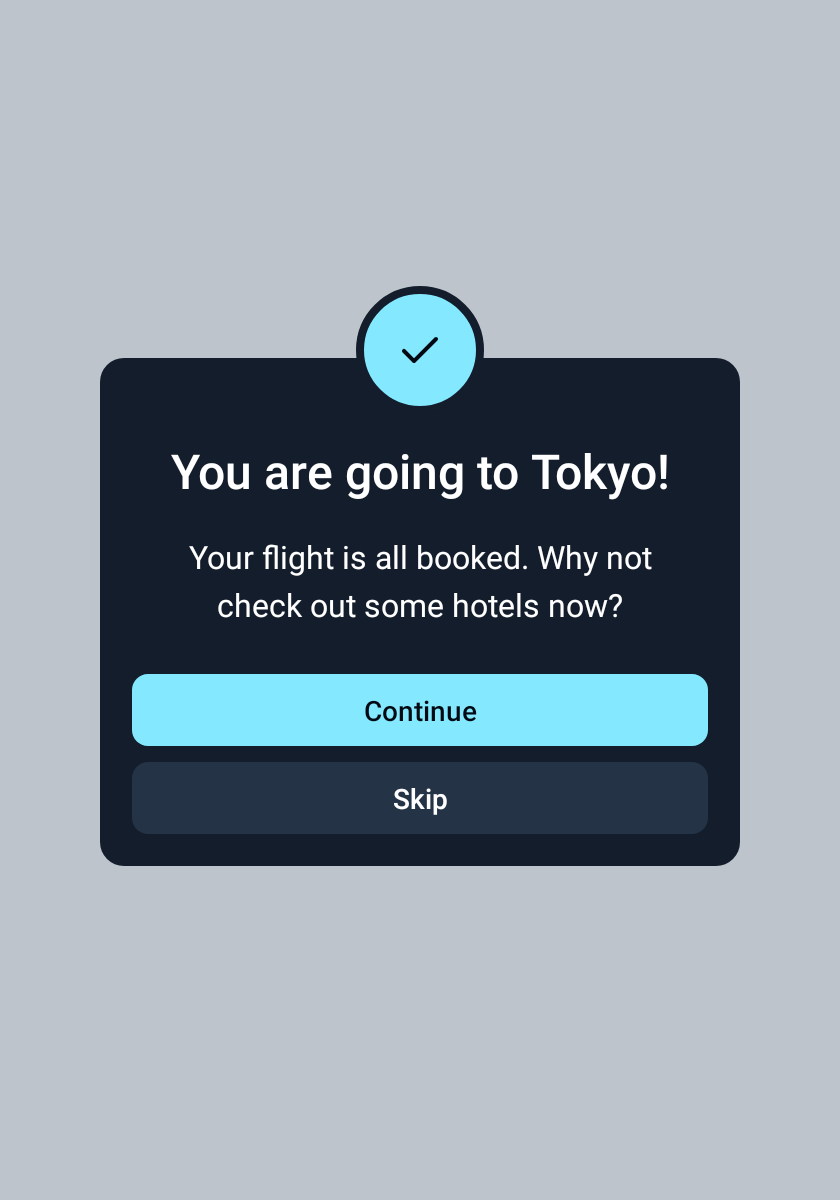 You are going to Tokyo!
Your flight is all booked. Why not
check out some hotels now?
Continue
Skip